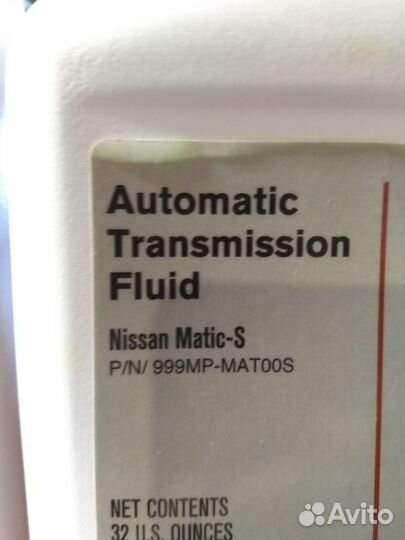 Automatic
Transmission
Fluid
Nissan Matic-S
P/N/ 999MP-MAT00S
NET CONTENTS
32 U.S. OUNCES
Avito